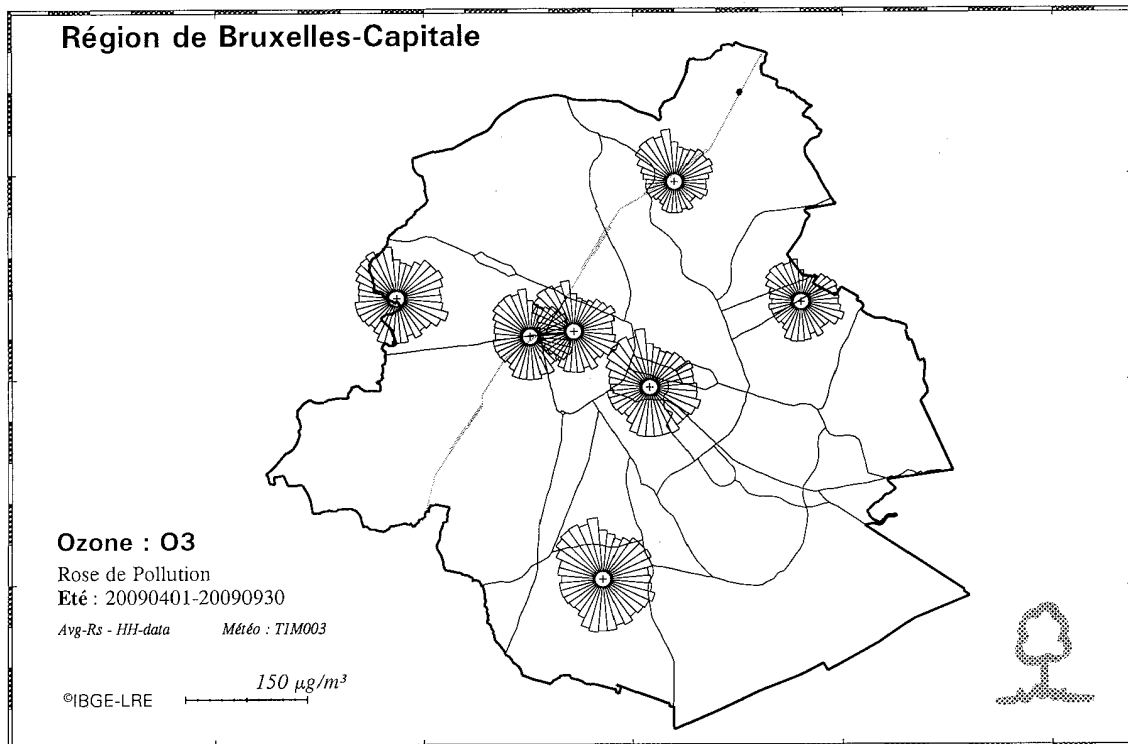 Région de Bruxelles-Capitale
Ozone : O3
Rose de Pollution
Eté : 20090401-20090930
Avg-Rs - HH-data Météo : T1M003
150 µg/m³
©IBGE-LRE